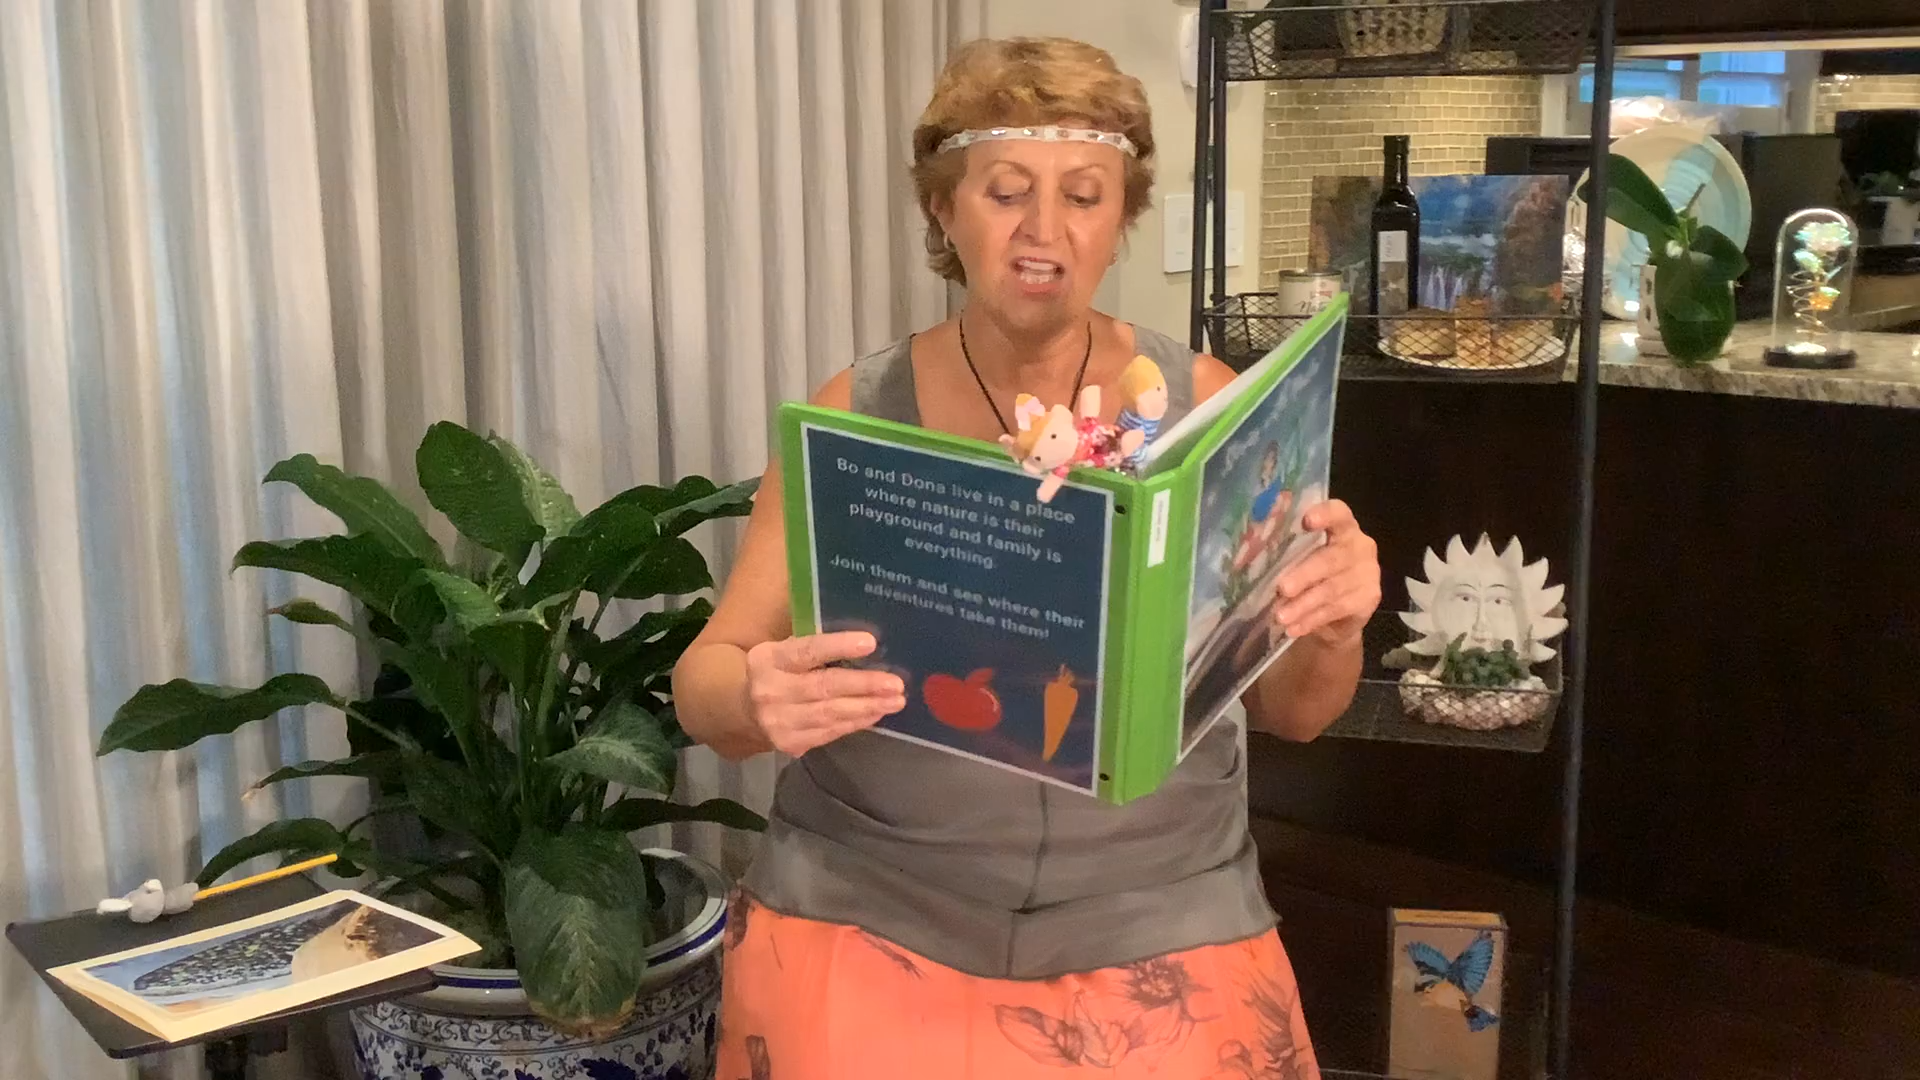 Bo and Dona live in a place
where nature is their
playground and family is
everything.
Join them and see where their
adventures take them!